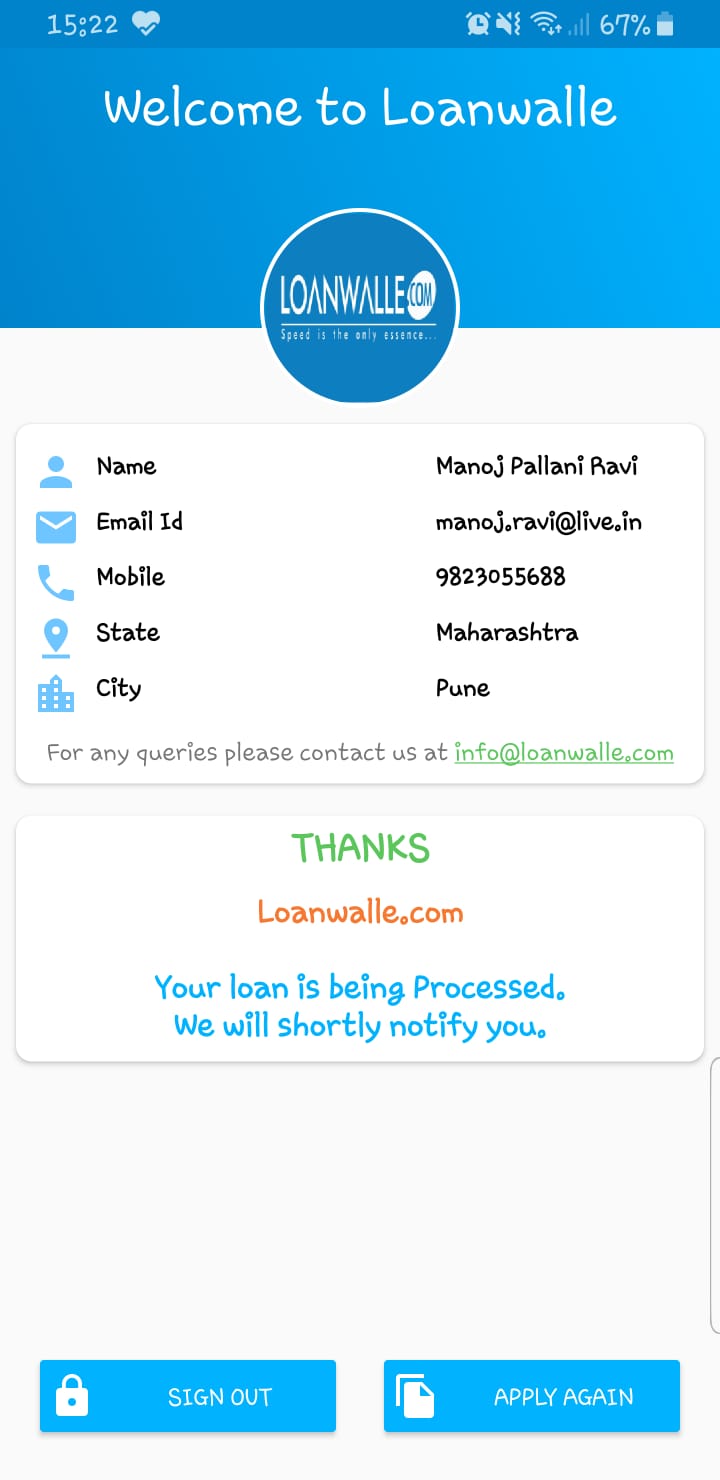 15:22 67%
Welcome to Loanwalle
LOANWALLE.COM
Speed is the only essence...
Name Manoj Pallani Ravi
Email Id manoj.ravi@live.in
Mobile 9823055688
State Maharashtra
City Pune
For any queries please contact us at info@loanwalle.com
THANKS
Loanwalle.com
Your loan is being Processed.
We will shortly notify you.
SIGN OUT APPLY AGAIN